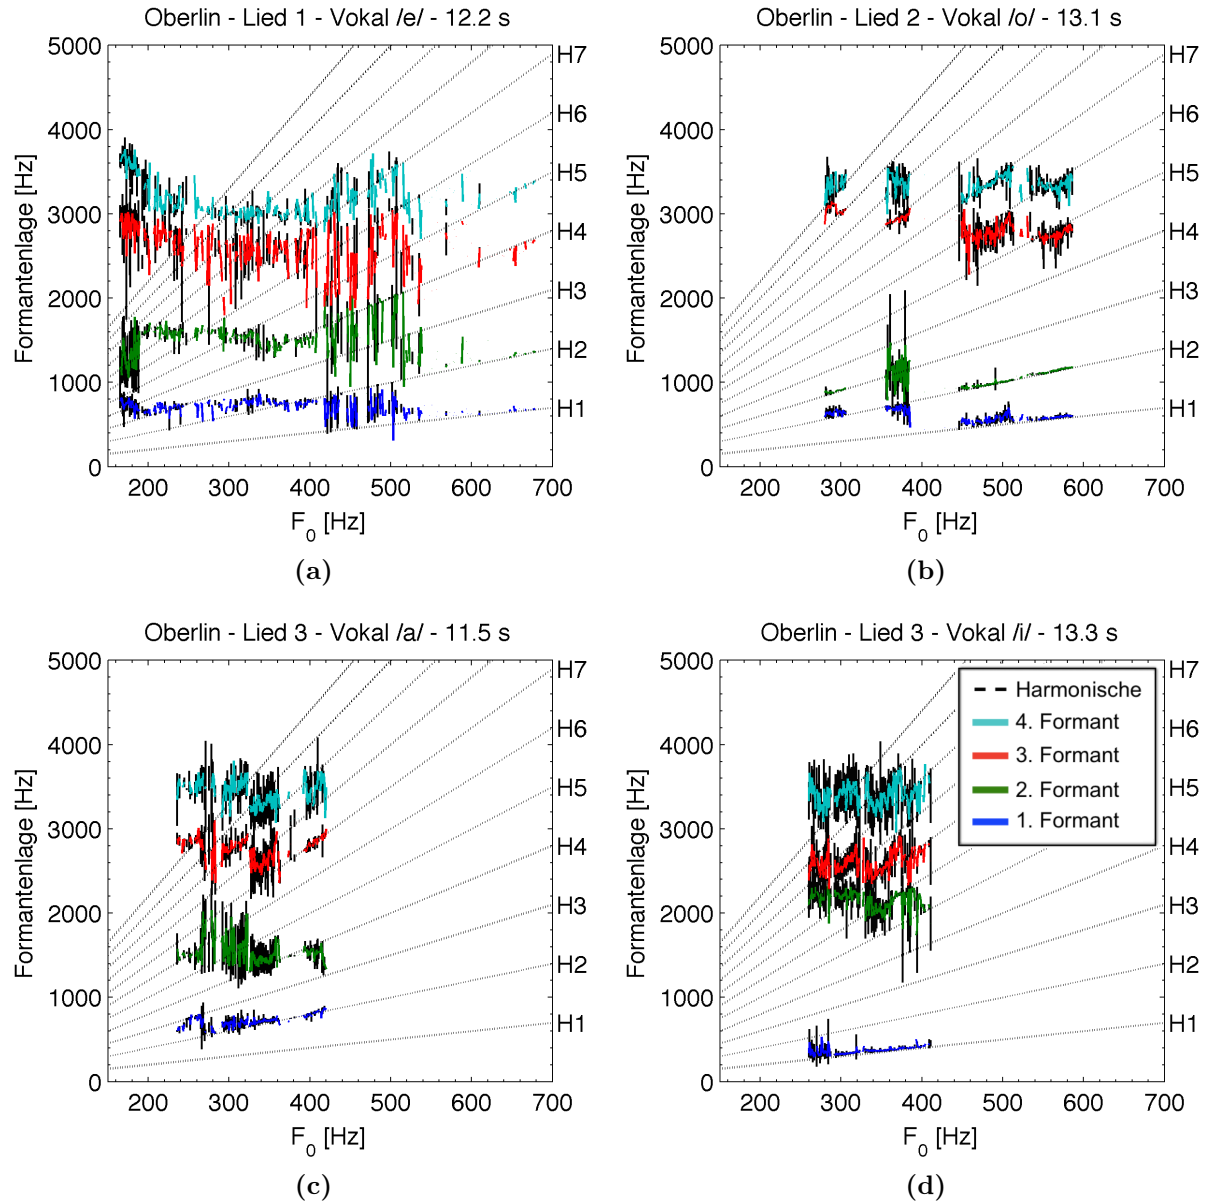 Oberlin - Lied 1 - Vokal /e/ - 12.2 s
5000
4000
3000
2000
1000
0
Formantenlage [Hz]
H7
H6
H5
H4
H3
H2
H1
200 300 400 500 600 700
F0 [Hz]
(a)
Oberlin - Lied 2 - Vokal /o/ - 13.1 s
5000
4000
3000
2000
1000
0
Formantenlage [Hz]
H7
H6
H5
H4
H3
H2
H1
200 300 400 500 600 700
F0 [Hz]
(b)
Oberlin - Lied 3 - Vokal /a/ - 11.5 s
5000
4000
3000
2000
1000
0
Formantenlage [Hz]
H7
H6
H5
H4
H3
H2
H1
200 300 400 500 600 700
F0 [Hz]
(c)
Oberlin - Lied 3 - Vokal /i/ - 13.3 s
5000
4000
3000
2000
1000
0
Formantenlage [Hz]
Harmonische
4. Formant
3. Formant
2. Formant
1. Formant
H7
H6
H5
H4
H3
H2
H1
200 300 400 500 600 700
F0 [Hz]
(d)